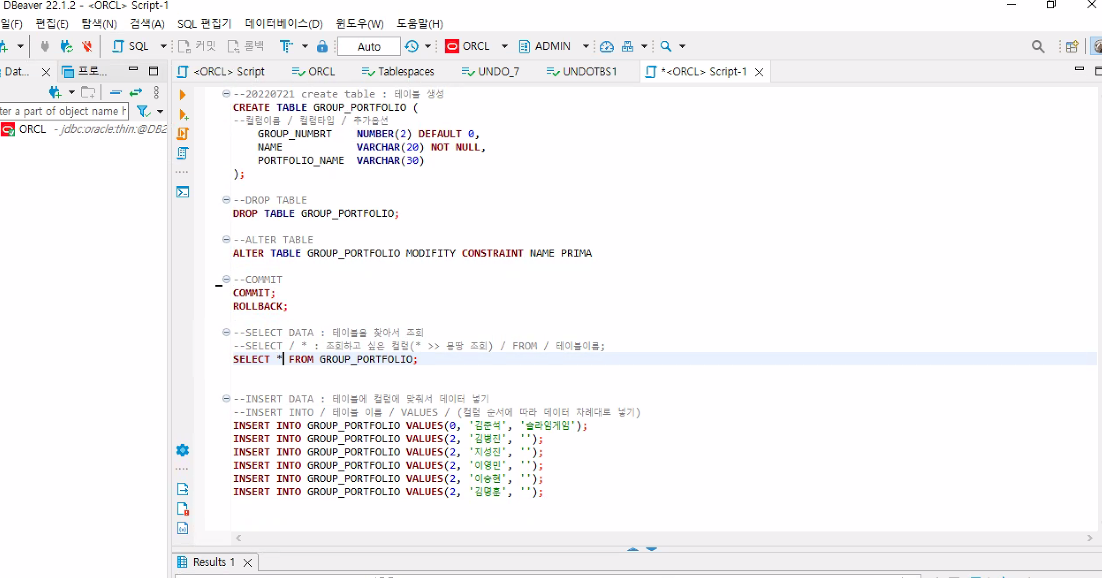 DBeaver 22.1.2 - <ORCL> Script-1
일(F) 편집(E) 탐색(N) 검색(A) SQL 편집기 데이터베이스(D) 윈도우(W) 도움말(H)
SQL 커밋 롤백 Auto ORCL ADMIN
Dat... 프로...
<ORCL> Script ORCL Tablespaces UNDO_7 UNDOTBS1 *<ORCL> Script-1
ter a part of object name h
ORCL - jdbc:oracle:thin:@DB2
--20220721 create table : 테이블 생성
CREATE TABLE GROUP_PORTFOLIO (
--컬럼이름 / 컬럼타입 / 추가옵션
GROUP_NUMBRT NUMBER(2) DEFAULT 0,
NAME VARCHAR(20) NOT NULL,
PORTFOLIO_NAME VARCHAR(30)
);
--DROP TABLE
DROP TABLE GROUP_PORTFOLIO;
--ALTER TABLE
ALTER TABLE GROUP_PORTFOLIO MODIFITY CONSTRAINT NAME PRIMA
--COMMIT
COMMIT;
ROLLBACK;
--SELECT DATA : 테이블을 찾아서 조회
--SELECT / * : 조회하고 싶은 컬럼(* >> 몽땅 조회) / FROM / 테이블이름;
SELECT * FROM GROUP_PORTFOLIO;
--INSERT DATA : 테이블에 컬럼에 맞춰서 데이터 넣기
--INSERT INTO / 테이블 이름 / VALUES / (컬럼 순서에 따라 데이터 차례대로 넣기)
INSERT INTO GROUP_PORTFOLIO VALUES(0, '김준석', '슬라임게임');
INSERT INTO GROUP_PORTFOLIO VALUES(2, '김병진', '');
INSERT INTO GROUP_PORTFOLIO VALUES(2, '지성진', '');
INSERT INTO GROUP_PORTFOLIO VALUES(2, '이영민', '');
INSERT INTO GROUP_PORTFOLIO VALUES(2, '이승현', '');
INSERT INTO GROUP_PORTFOLIO VALUES(2, '김명훈', '');
Results 1